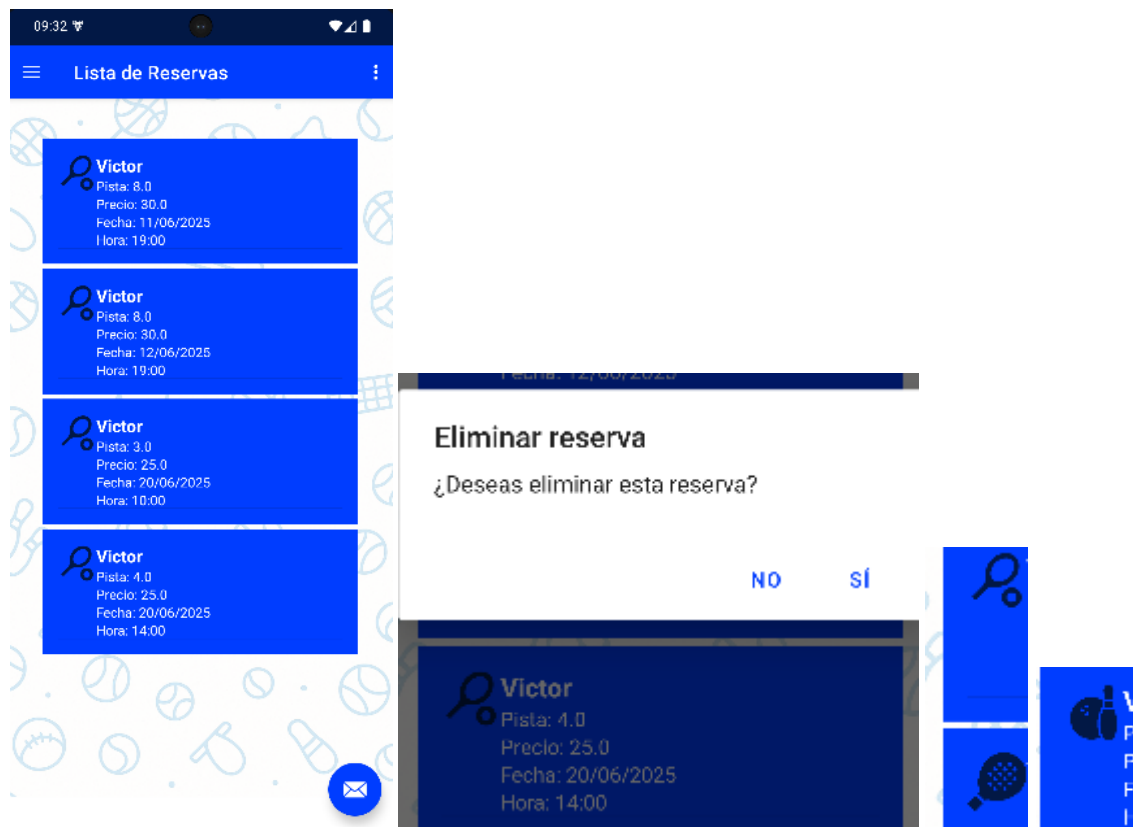 09:32
Lista de Reservas
Victor
Pista: 8.0
Precio: 30.0
Fecha: 11/06/2025
Hora: 19:00
Victor
Pista: 8.0
Precio: 30.0
Fecha: 12/06/2025
Hora: 19:00
Victor
Pista: 3.0
Precio: 25.0
Fecha: 20/06/2025
Hora: 10:00
Victor
Pista: 4.0
Precio: 25.0
Fecha: 20/06/2025
Hora: 14:00
Fecha: 12/06/2025
Eliminar reserva
¿Deseas eliminar esta reserva?
NO SÍ
Victor
Pista: 4.0
Precio: 25.0
Fecha: 20/06/2025
Hora: 14:00